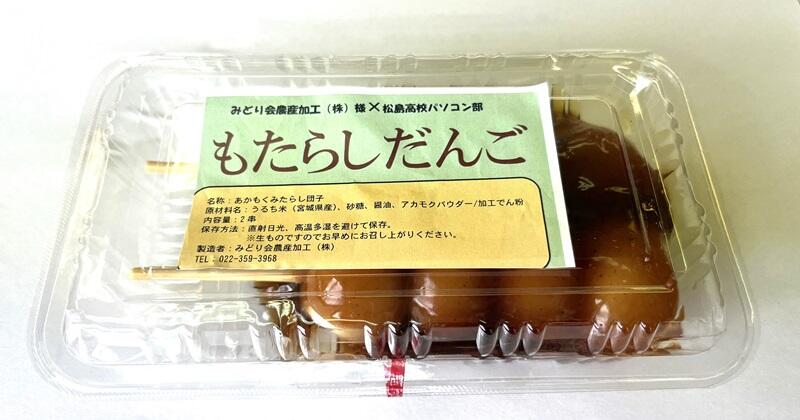 みどり会農産加工（株）様×松島高校パソコン部
もたらしだんご
名称：あかもくみたらし団子
原材料名：うるち米（宮城県産）、砂糖、醤油、アカモクパウダー/加工でん粉
内容量：2串
保存方法：直射日光、高温多湿を避けて保存。
※生ものですのでお早めにお召し上がりください。
製造者：みどり会農産加工（株）
TEL：022-359-3968